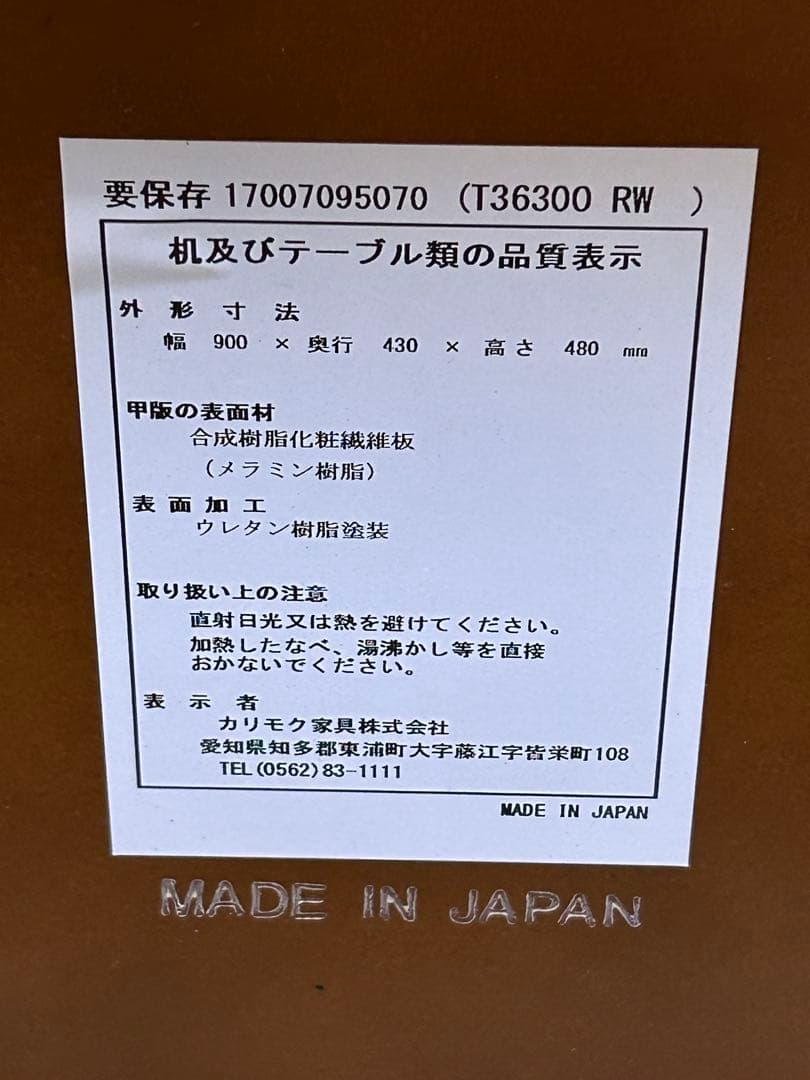 要保存 17007095070 (T36300 RW )
机及びテーブル類の品質表示
外形寸法
幅 900 × 奥行 430 × 高さ 480 mm
甲版の表面材
合成樹脂化粧繊維板
(メラミン樹脂)
表面加工
ウレタン樹脂塗装
取り扱い上の注意
直射日光又は熱を避けてください。
加熱したなべ、湯沸かし等を直接
おかないでください。
表示者
カリモク家具株式会社
愛知県知多郡東浦町大字藤江字皆栄町108
TEL(0562)83-1111
MADE IN JAPAN
MADE IN JAPAN